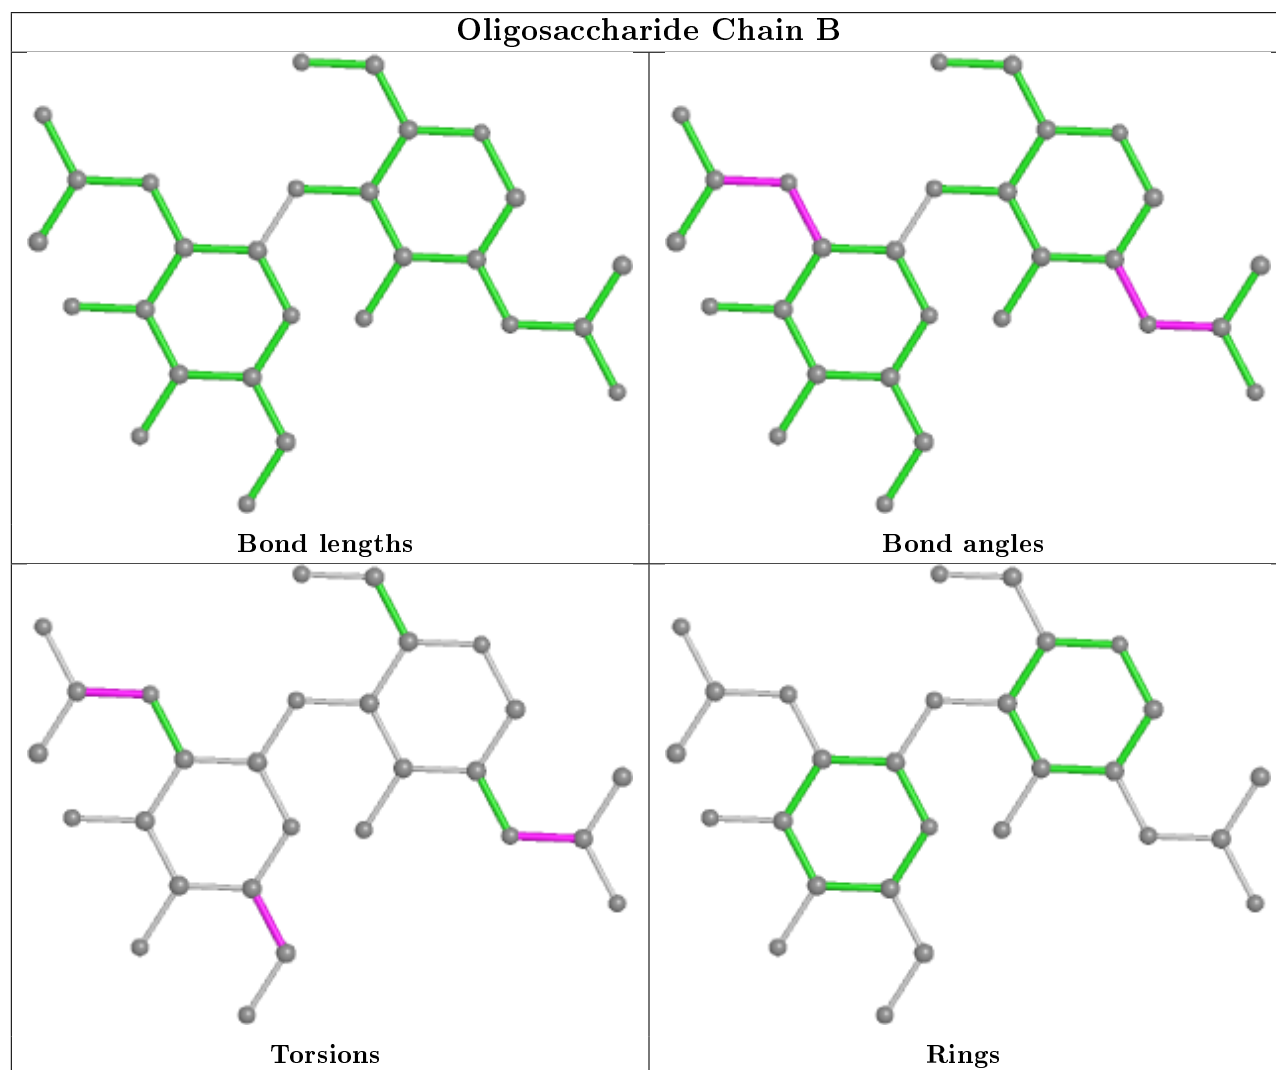 Oligosaccharide Chain B
Bond lengths
Bond angles
Torsions
Rings